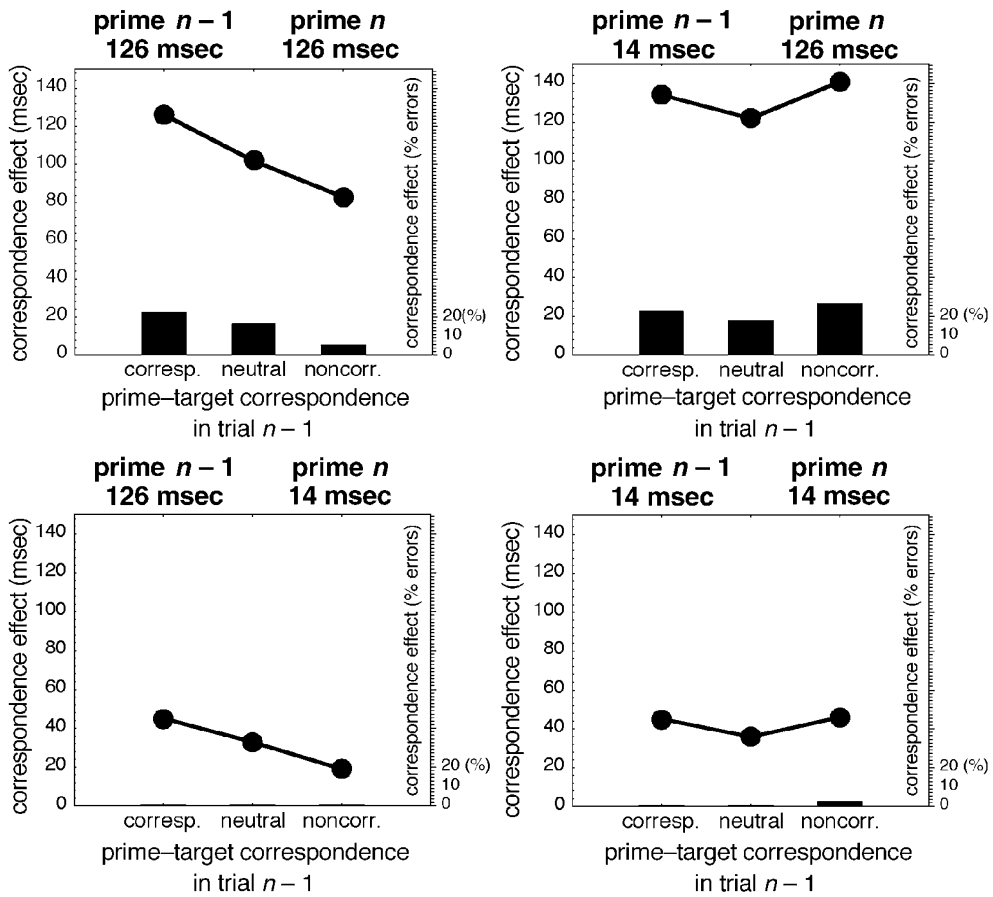 prime n – 1 prime n
126 msec 126 msec
correspondence effect (msec)
140
120
100
80
60
40
20
0
correspondence effect (% errors)
20(%)
10
0
corresp. neutral noncorr.
prime–target correspondence
in trial n – 1
prime n – 1 prime n
14 msec 126 msec
correspondence effect (msec)
140
120
100
80
60
40
20
0
correspondence effect (% errors)
20 (%)
10
0
corresp. neutral noncorr.
prime–target correspondence
in trial n – 1
prime n – 1 prime n
126 msec 14 msec
correspondence effect (msec)
140
120
100
80
60
40
20
0
correspondence effect (% errors)
20 (%)
10
0
corresp. neutral noncorr.
prime–target correspondence
in trial n – 1
prime n – 1 prime n
14 msec 14 msec
correspondence effect (msec)
140
120
100
80
60
40
20
0
correspondence effect (% errors)
20 (%)
10
0
corresp. neutral noncorr.
prime–target correspondence
in trial n – 1